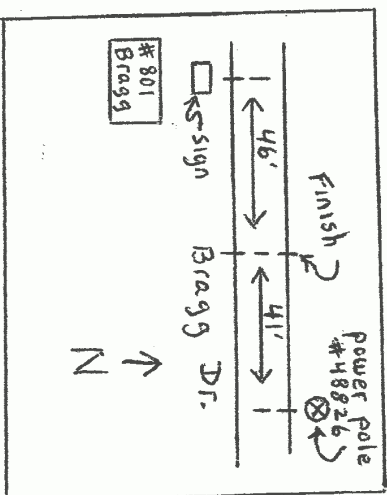 power pole
#48826
Finish
46'
41'
sign
Bragg Dr.
#801
Bragg
N